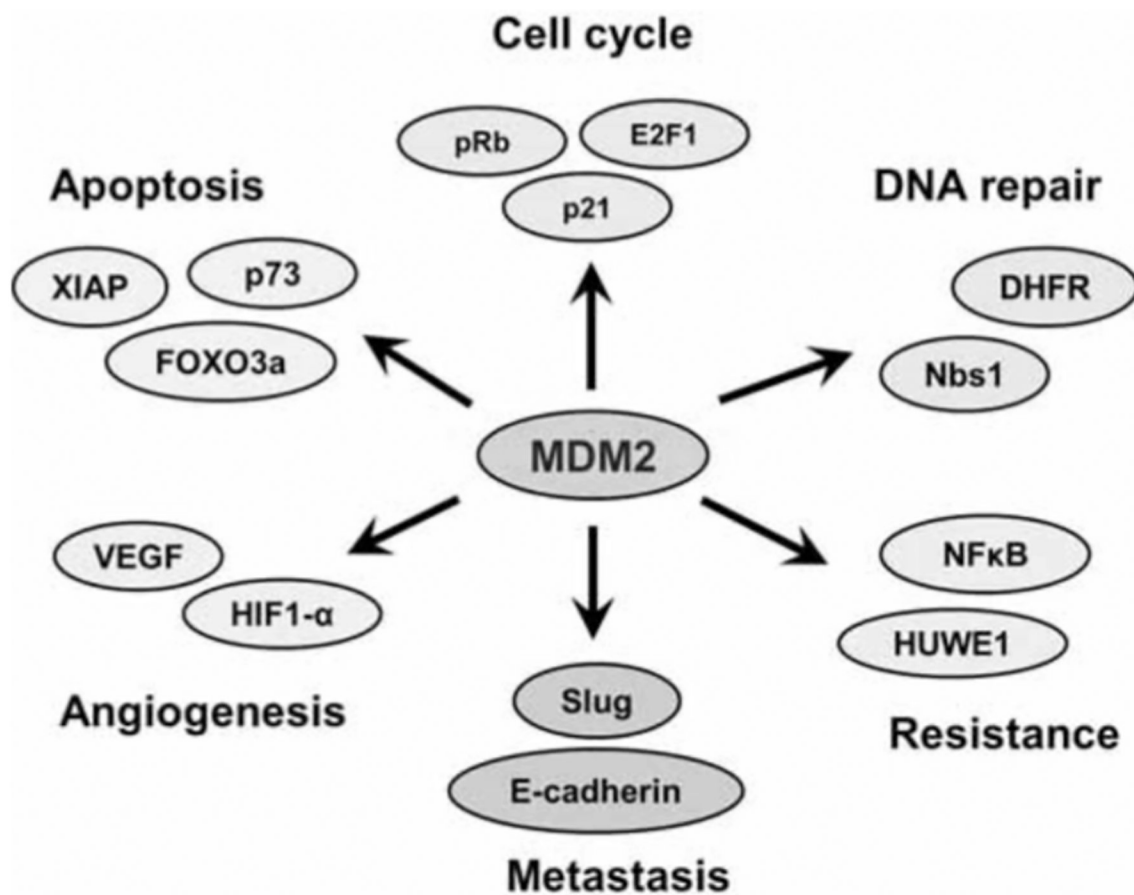 Cell cycle
pRb
E2F1
p21
Apoptosis
XIAP
p73
FOXO3a
DNA repair
DHFR
Nbs1
MDM2
VEGF
HIF1-α
Angiogenesis
NFκB
HUWE1
Resistance
Slug
E-cadherin
Metastasis